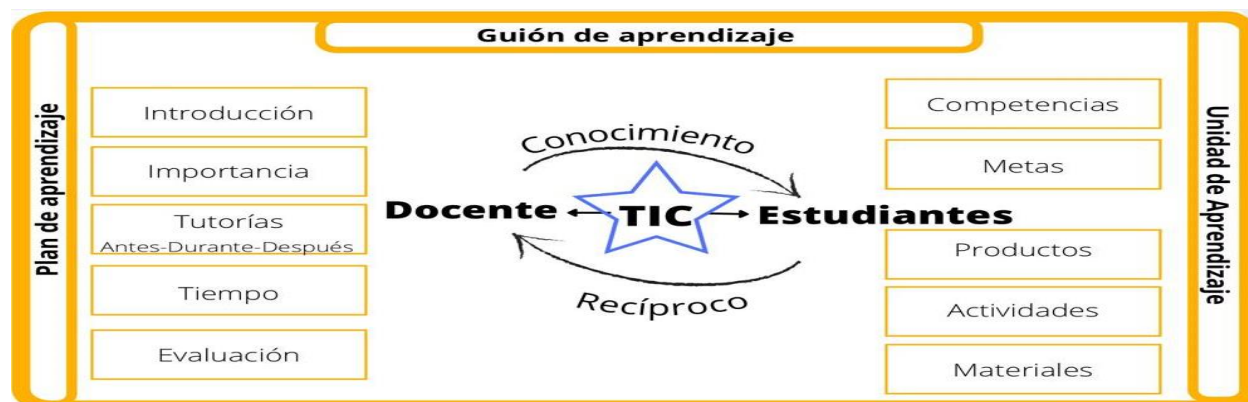 Guión de aprendizaje
Plan de aprendizaje
Introducción
Importancia
Tutorías
Antes-Durante-Después
Tiempo
Evaluación
Conocimiento
Docente
TIC
Estudiantes
Recíproco
Competencias
Metas
Productos
Actividades
Materiales
Unidad de Aprendizaje